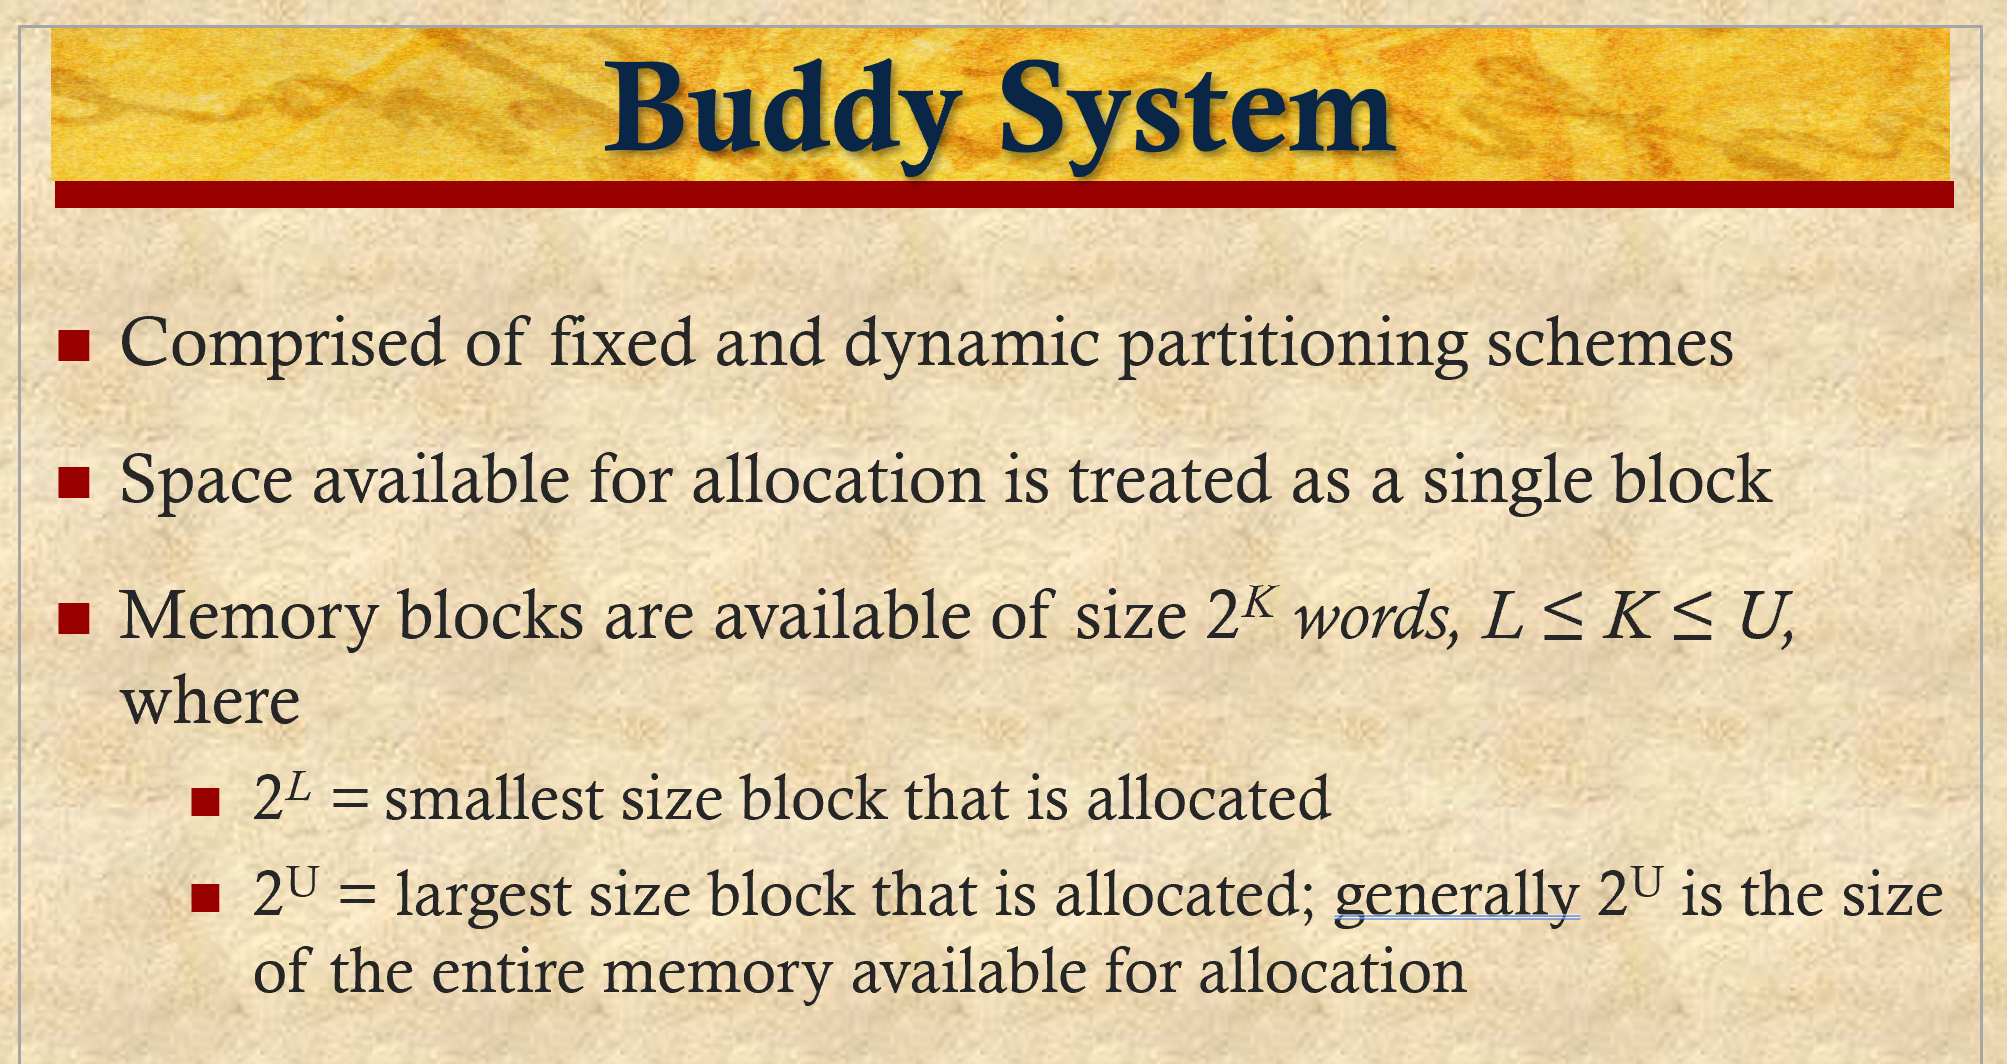 Buddy System
■ Comprised of fixed and dynamic partitioning schemes
■ Space available for allocation is treated as a single block
■ Memory blocks are available of size 2^K words, L ≤ K ≤ U,
where
■ 2^L = smallest size block that is allocated
■ 2^U = largest size block that is allocated; generally 2^U is the size
of the entire memory available for allocation